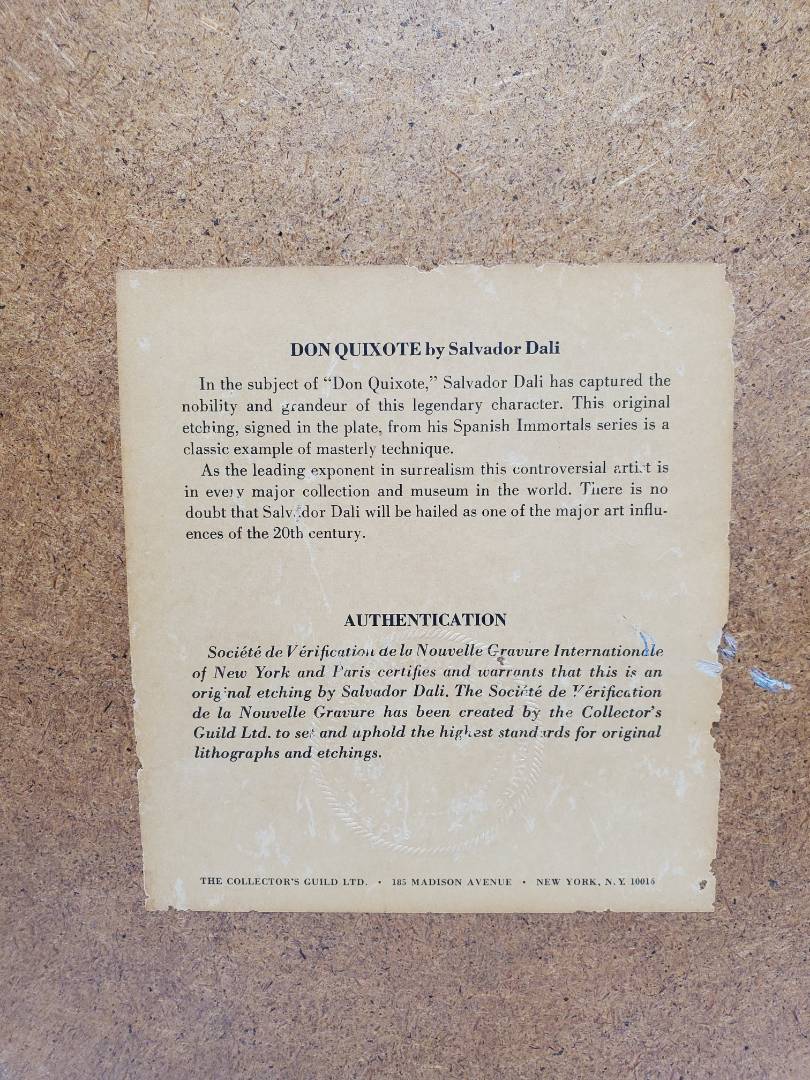 DON QUIXOTE by Salvador Dali
In the subject of "Don Quixote," Salvador Dali has captured the
nobility and grandeur of this legendary character. This original
etching, signed in the plate, from his Spanish Immortals series is a
classic example of masterly technique.
As the leading exponent in surrealism this controversial artist is
in every major collection and museum in the world. There is no
doubt that Salvador Dali will be hailed as one of the major art influ-
ences of the 20th century.
AUTHENTICATION
Société de Vérification de la Nouvelle Gravure Internationale
of New York and Paris certifies and warrants that this is an
original etching by Salvador Dali. The Société de Vérification
de la Nouvelle Gravure has been created by the Collector's
Guild Ltd. to set and uphold the highest standards for original
lithographs and etchings.
THE COLLECTOR'S GUILD LTD. • 185 MADISON AVENUE • NEW YORK, N.Y. 10016